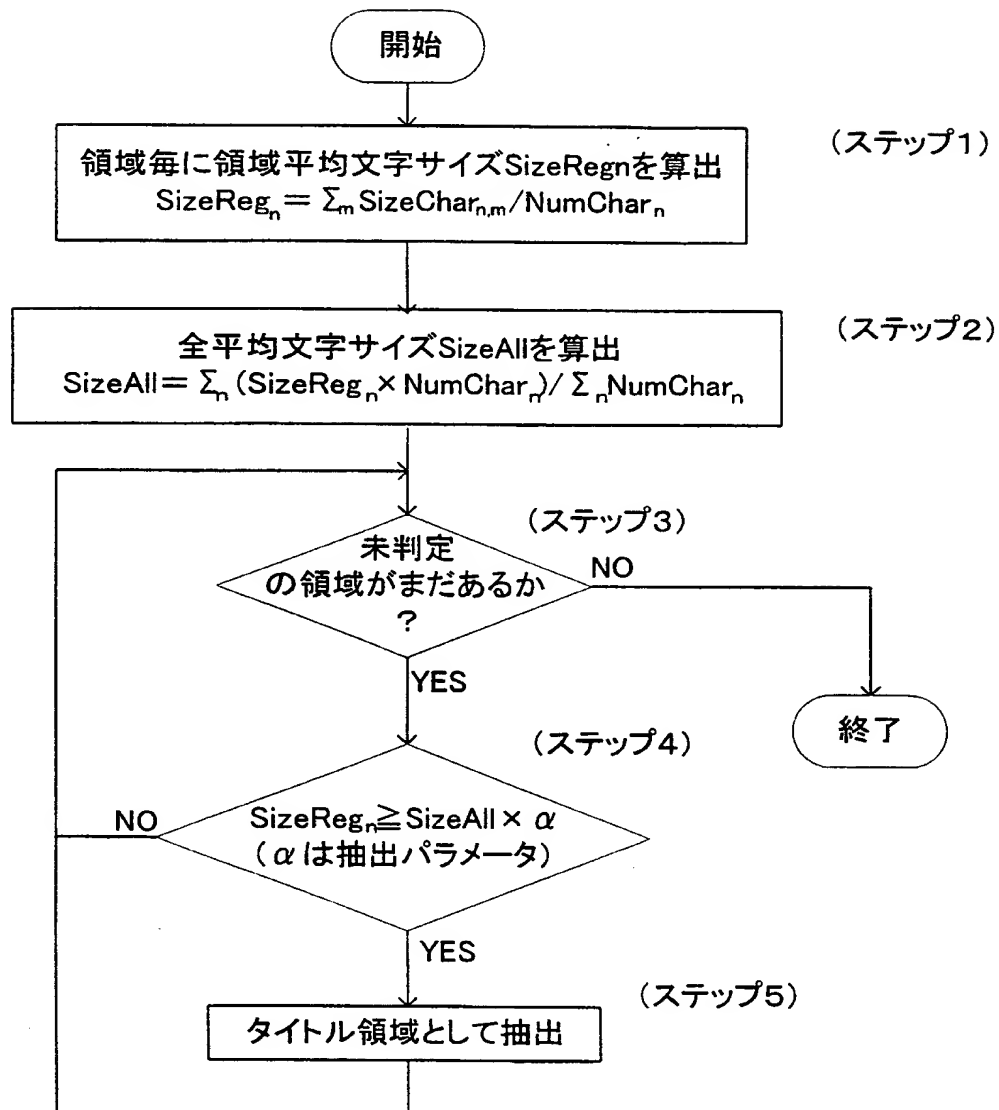 開始
(ステップ1)
領域毎に領域平均文字サイズSizeRegnを算出
SizeRegₙ＝ΣₘSizeCharₙ,ₘ/NumCharₙ
(ステップ2)
全平均文字サイズSizeAllを算出
SizeAll＝Σₙ(SizeRegₙ×NumCharₙ)/ΣₙNumCharₙ
(ステップ3)
未判定
の領域がまだあるか
？
NO
YES
終了
(ステップ4)
NO
SizeRegₙ≧SizeAll×α
(αは抽出パラメータ)
YES
(ステップ5)
タイトル領域として抽出